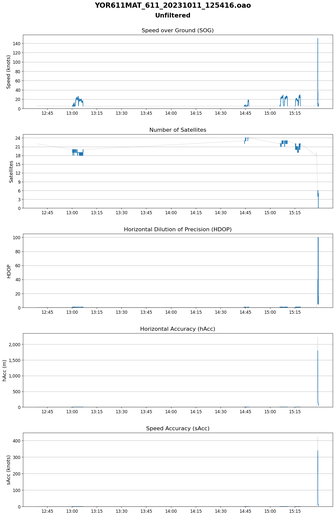 YOR611MAT_611_20231011_125416.oao
Unfiltered
Speed over Ground (SOG)
Speed (knots)
140
120
100
80
60
40
20
0
12:45 13:00 13:15 13:30 13:45 14:00 14:15 14:30 14:45 15:00 15:15
Number of Satellites
Satellites
24
21
18
15
12
9
6
3
0
12:45 13:00 13:15 13:30 13:45 14:00 14:15 14:30 14:45 15:00 15:15
Horizontal Dilution of Precision (HDOP)
HDOP
100
80
60
40
20
0
12:45 13:00 13:15 13:30 13:45 14:00 14:15 14:30 14:45 15:00 15:15
Horizontal Accuracy (hAcc)
hAcc (m)
2,000
1,500
1,000
500
0
12:45 13:00 13:15 13:30 13:45 14:00 14:15 14:30 14:45 15:00 15:15
Speed Accuracy (sAcc)
sAcc (knots)
400
300
200
100
0
12:45 13:00 13:15 13:30 13:45 14:00 14:15 14:30 14:45 15:00 15:15